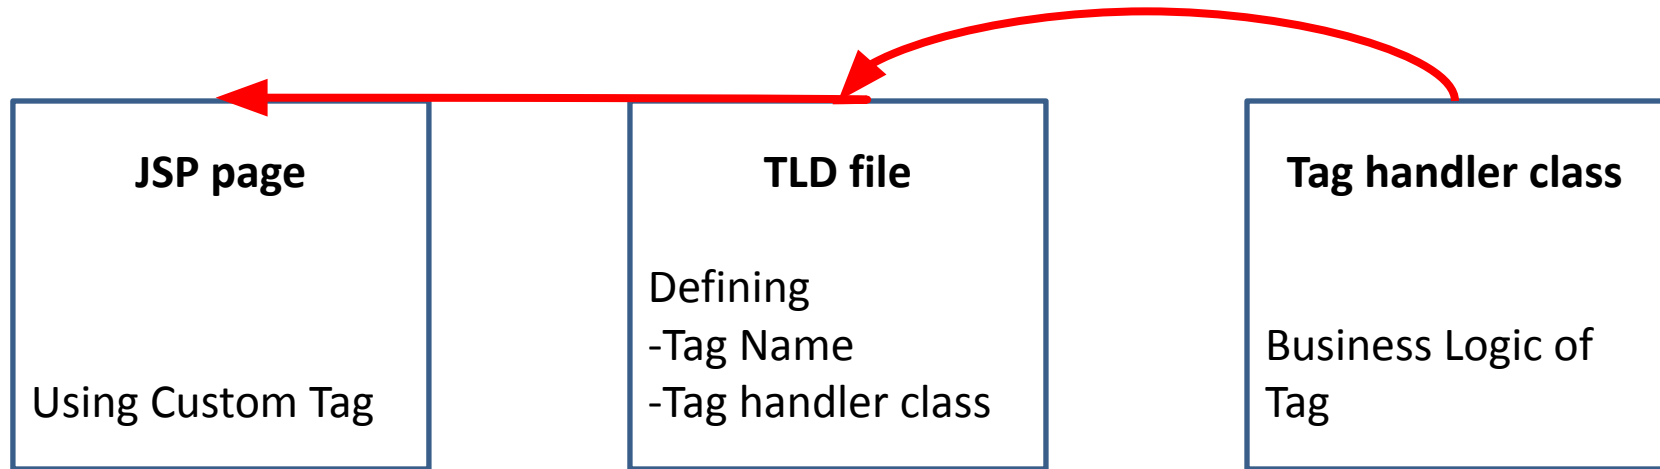 JSP page
Using Custom Tag
TLD file
Defining
-Tag Name
-Tag handler class
Tag handler class
Business Logic of
Tag